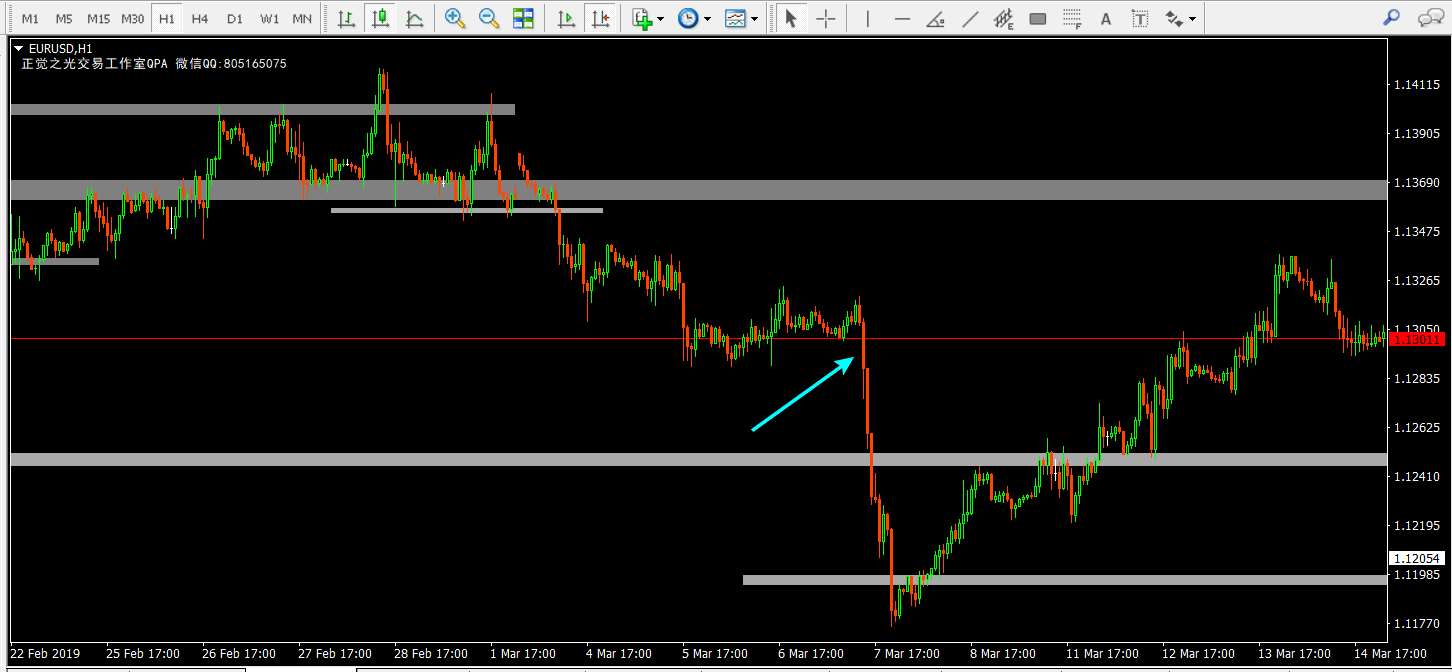 M1 M5 M15 M30 H1 H4 D1 W1 MN
E F A T
EURUSD,H1
正觉之光交易工作室QPA 微信QQ:805165075
1.14115
1.13905
1.13690
1.13475
1.13265
1.13050
1.13011
1.12835
1.12625
1.12410
1.12195
1.12054
1.11985
1.11770
22 Feb 2019 25 Feb 17:00 26 Feb 17:00 27 Feb 17:00 28 Feb 17:00 1 Mar 17:00 4 Mar 17:00 5 Mar 17:00 6 Mar 17:00 7 Mar 17:00 8 Mar 17:00 11 Mar 17:00 12 Mar 17:00 13 Mar 17:00 14 Mar 17:00